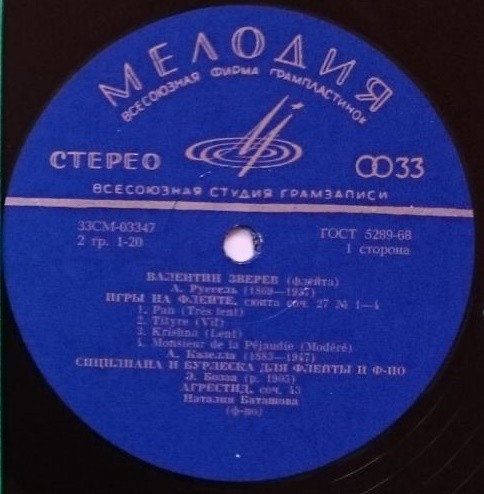 МЕЛОДИЯ
ВСЕСОЮЗНАЯ ФИРМА ГРАМПЛАСТИНОК
СТЕРЕО
33
ВСЕСОЮЗНАЯ СТУДИЯ ГРАМЗАПИСИ
33СМ-03347
ГОСТ 5289-68
2 гр. 1-20
1 сторона
ВАЛЕНТИН ЗВЕРЕВ (флейта)
А. Руссель (1869—1937)
ИГРЫ НА ФЛЕЙТЕ, сюита соч. 27 № 1—4
1. Pan (Très lent)
2. Tityre (Vif)
3. Krishna (Lent)
4. Monsieur de la Péjaudie (Modéré)
А. Казелла (1883—1947)
СИЦИЛИАНА И БУРЛЕСКА ДЛЯ ФЛЕЙТЫ И Ф-ПО
Э. Бозза (р. 1905)
АГРЕСТИД, соч. 43
Наталия Баташова
(ф-по)